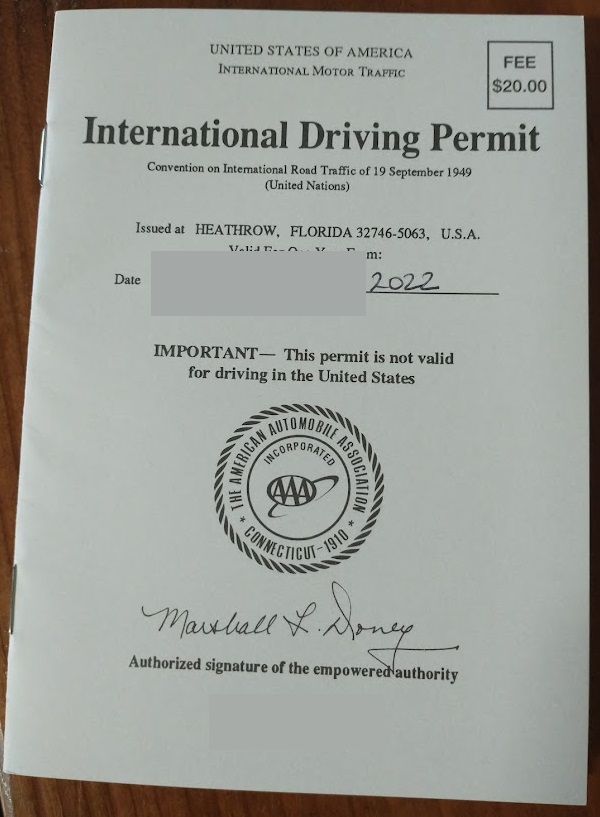 UNITED STATES OF AMERICA
INTERNATIONAL MOTOR TRAFFIC
FEE
$20.00
International Driving Permit
Convention on International Road Traffic of 19 September 1949
(United Nations)
Issued at HEATHROW, FLORIDA 32746-5063, U.S.A.
Date 2022
IMPORTANT— This permit is not valid
for driving in the United States
THE AMERICAN AUTOMOBILE ASSOCIATION
INCORPORATED
AAA
* CONNECTICUT-1910 *
Marshall L. Doney
Authorized signature of the empowered authority